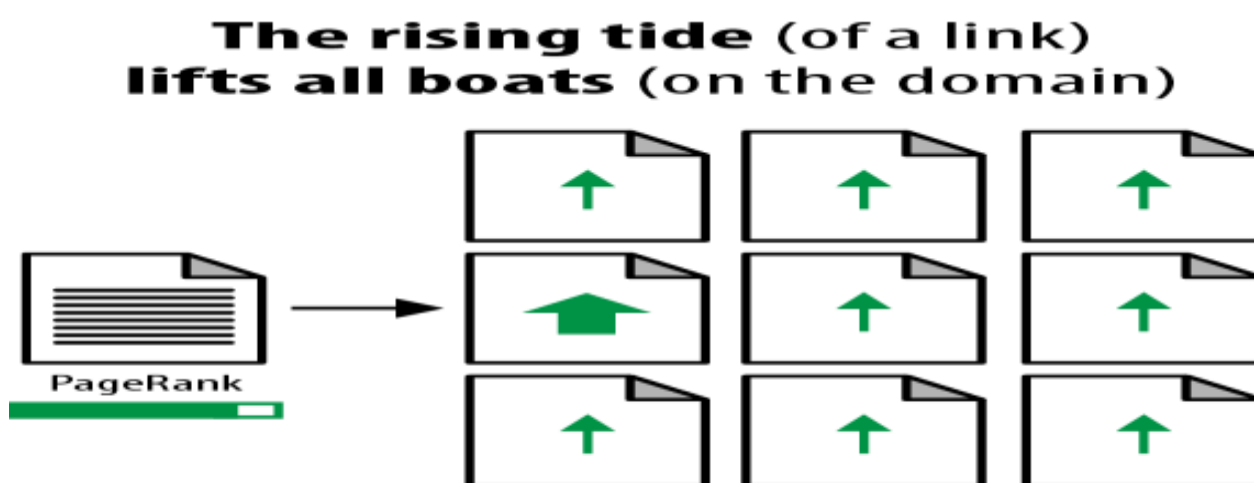 The rising tide (of a link)
lifts all boats (on the domain)
PageRank